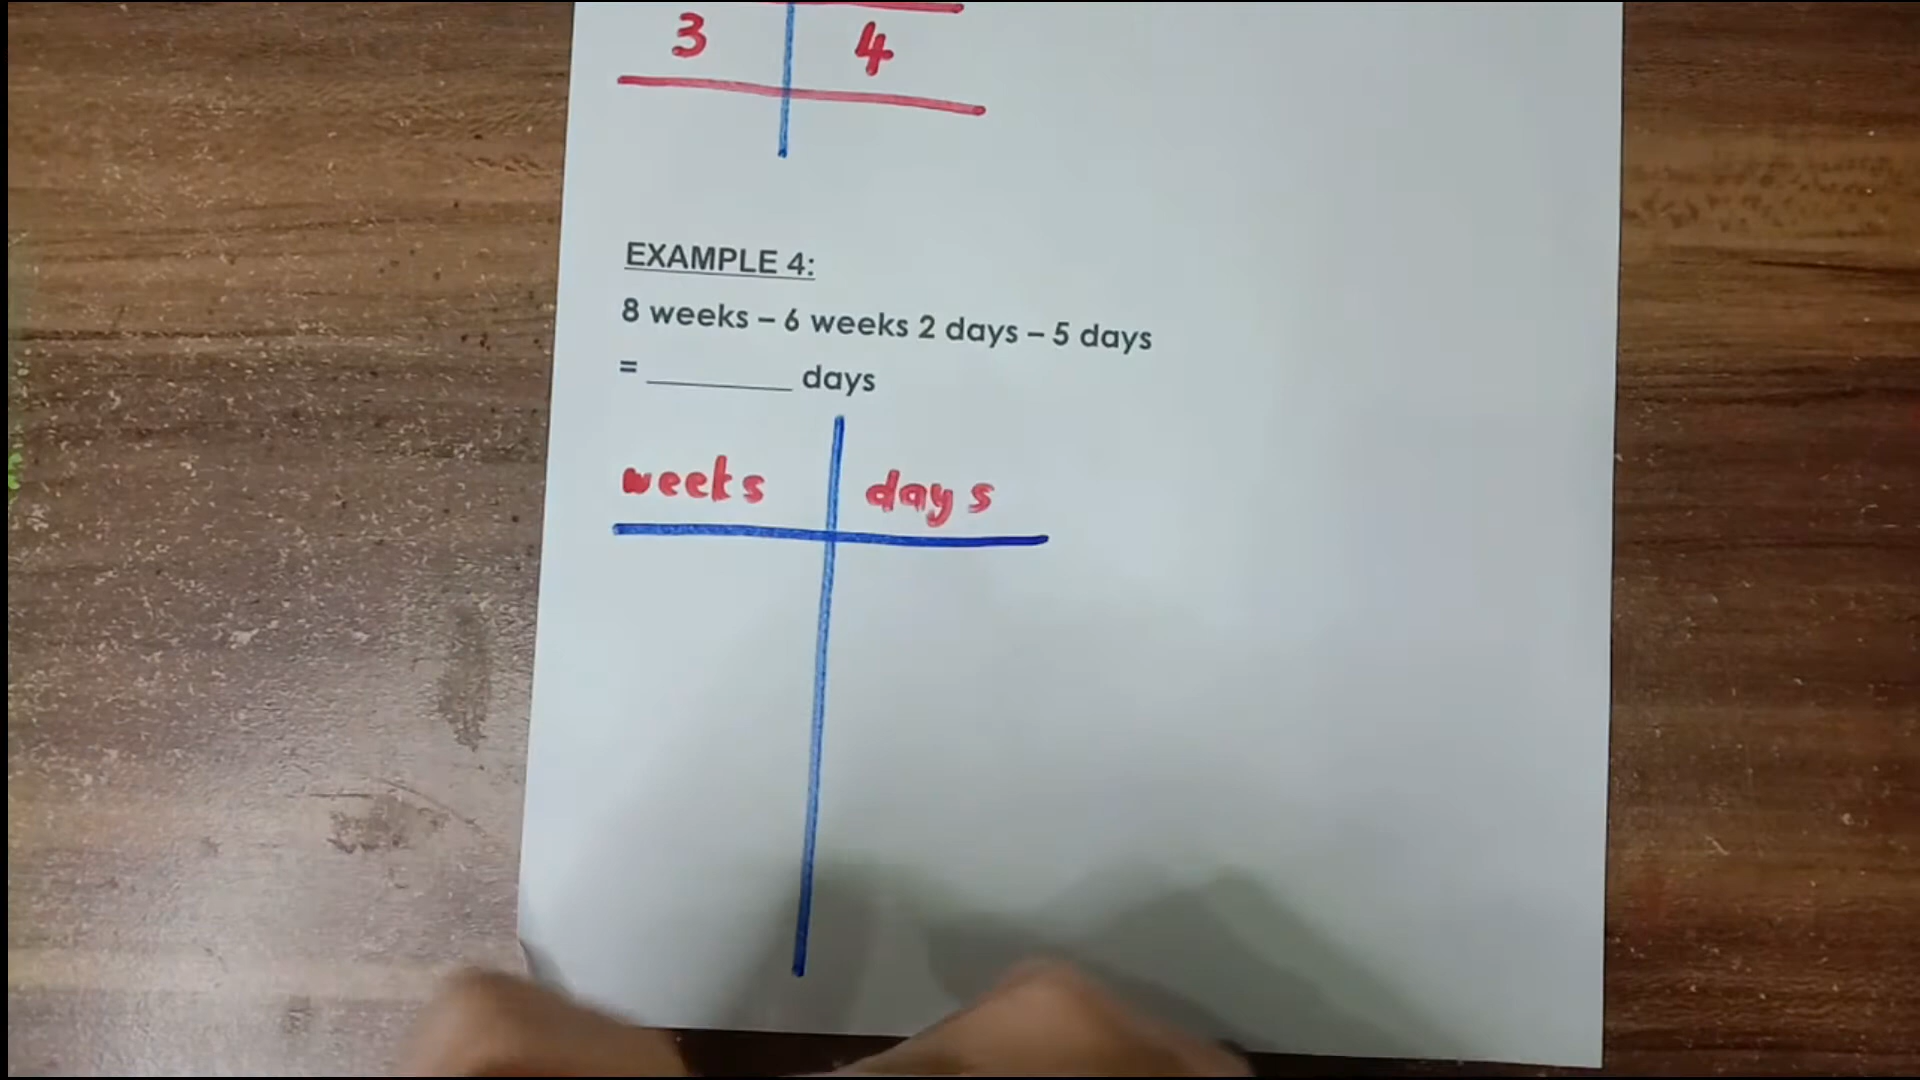 3 4
EXAMPLE 4:
8 weeks – 6 weeks 2 days – 5 days
= ________ days
weeks days